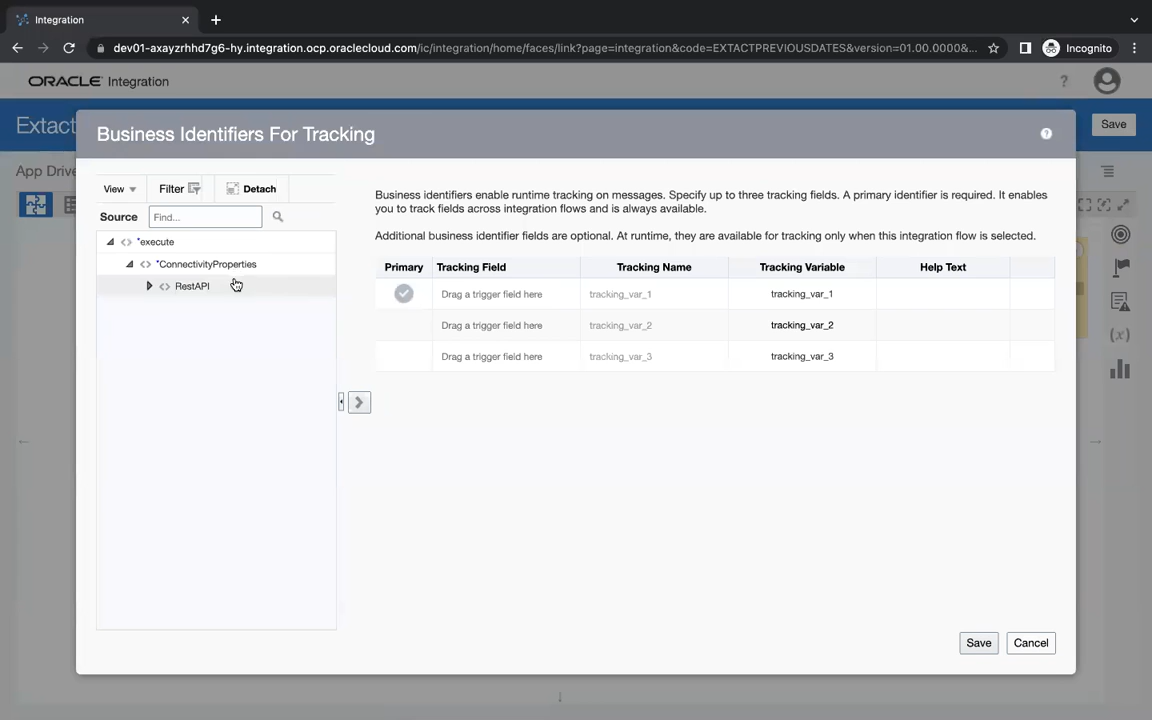 Integration
dev01-axayzrhhd7g6-hy.integration.ocp.oraclecloud.com/ic/integration/home/faces/link?page=integration&code=EXTACTPREVIOUSDATES&version=01.00.0000&...
Incognito
ORACLE Integration
?
Extact
Save
App Drive
Business Identifiers For Tracking
?
View
Filter
Detach
Source
Find...
*execute
*ConnectivityProperties
RestAPI
Business identifiers enable runtime tracking on messages. Specify up to three tracking fields. A primary identifier is required. It enables
you to track fields across integration flows and is always available.
Additional business identifier fields are optional. At runtime, they are available for tracking only when this integration flow is selected.
Primary Tracking Field Tracking Name Tracking Variable Help Text
Drag a trigger field here tracking_var_1 tracking_var_1
Drag a trigger field here tracking_var_2 tracking_var_2
Drag a trigger field here tracking_var_3 tracking_var_3
(x)
Save
Cancel